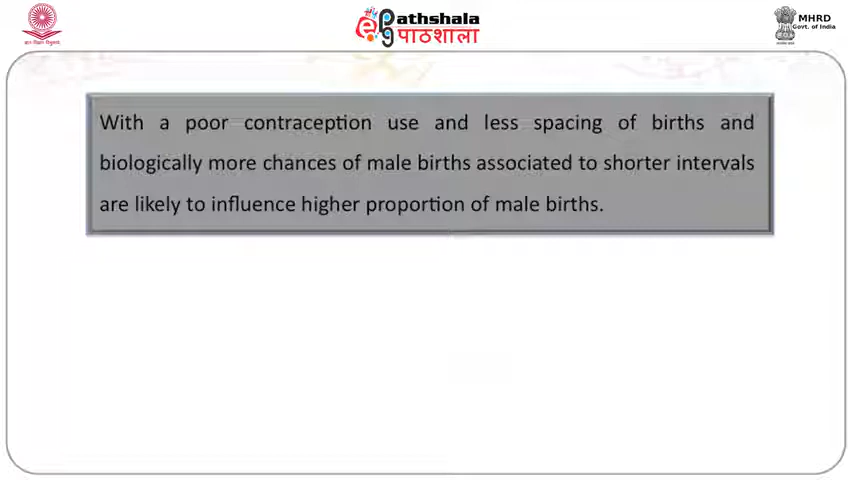 ePgPathshala
पाठशाला
MHRD
Govt. of India
With a poor contraception use and less spacing of births and
biologically more chances of male births associated to shorter intervals
are likely to influence higher proportion of male births.